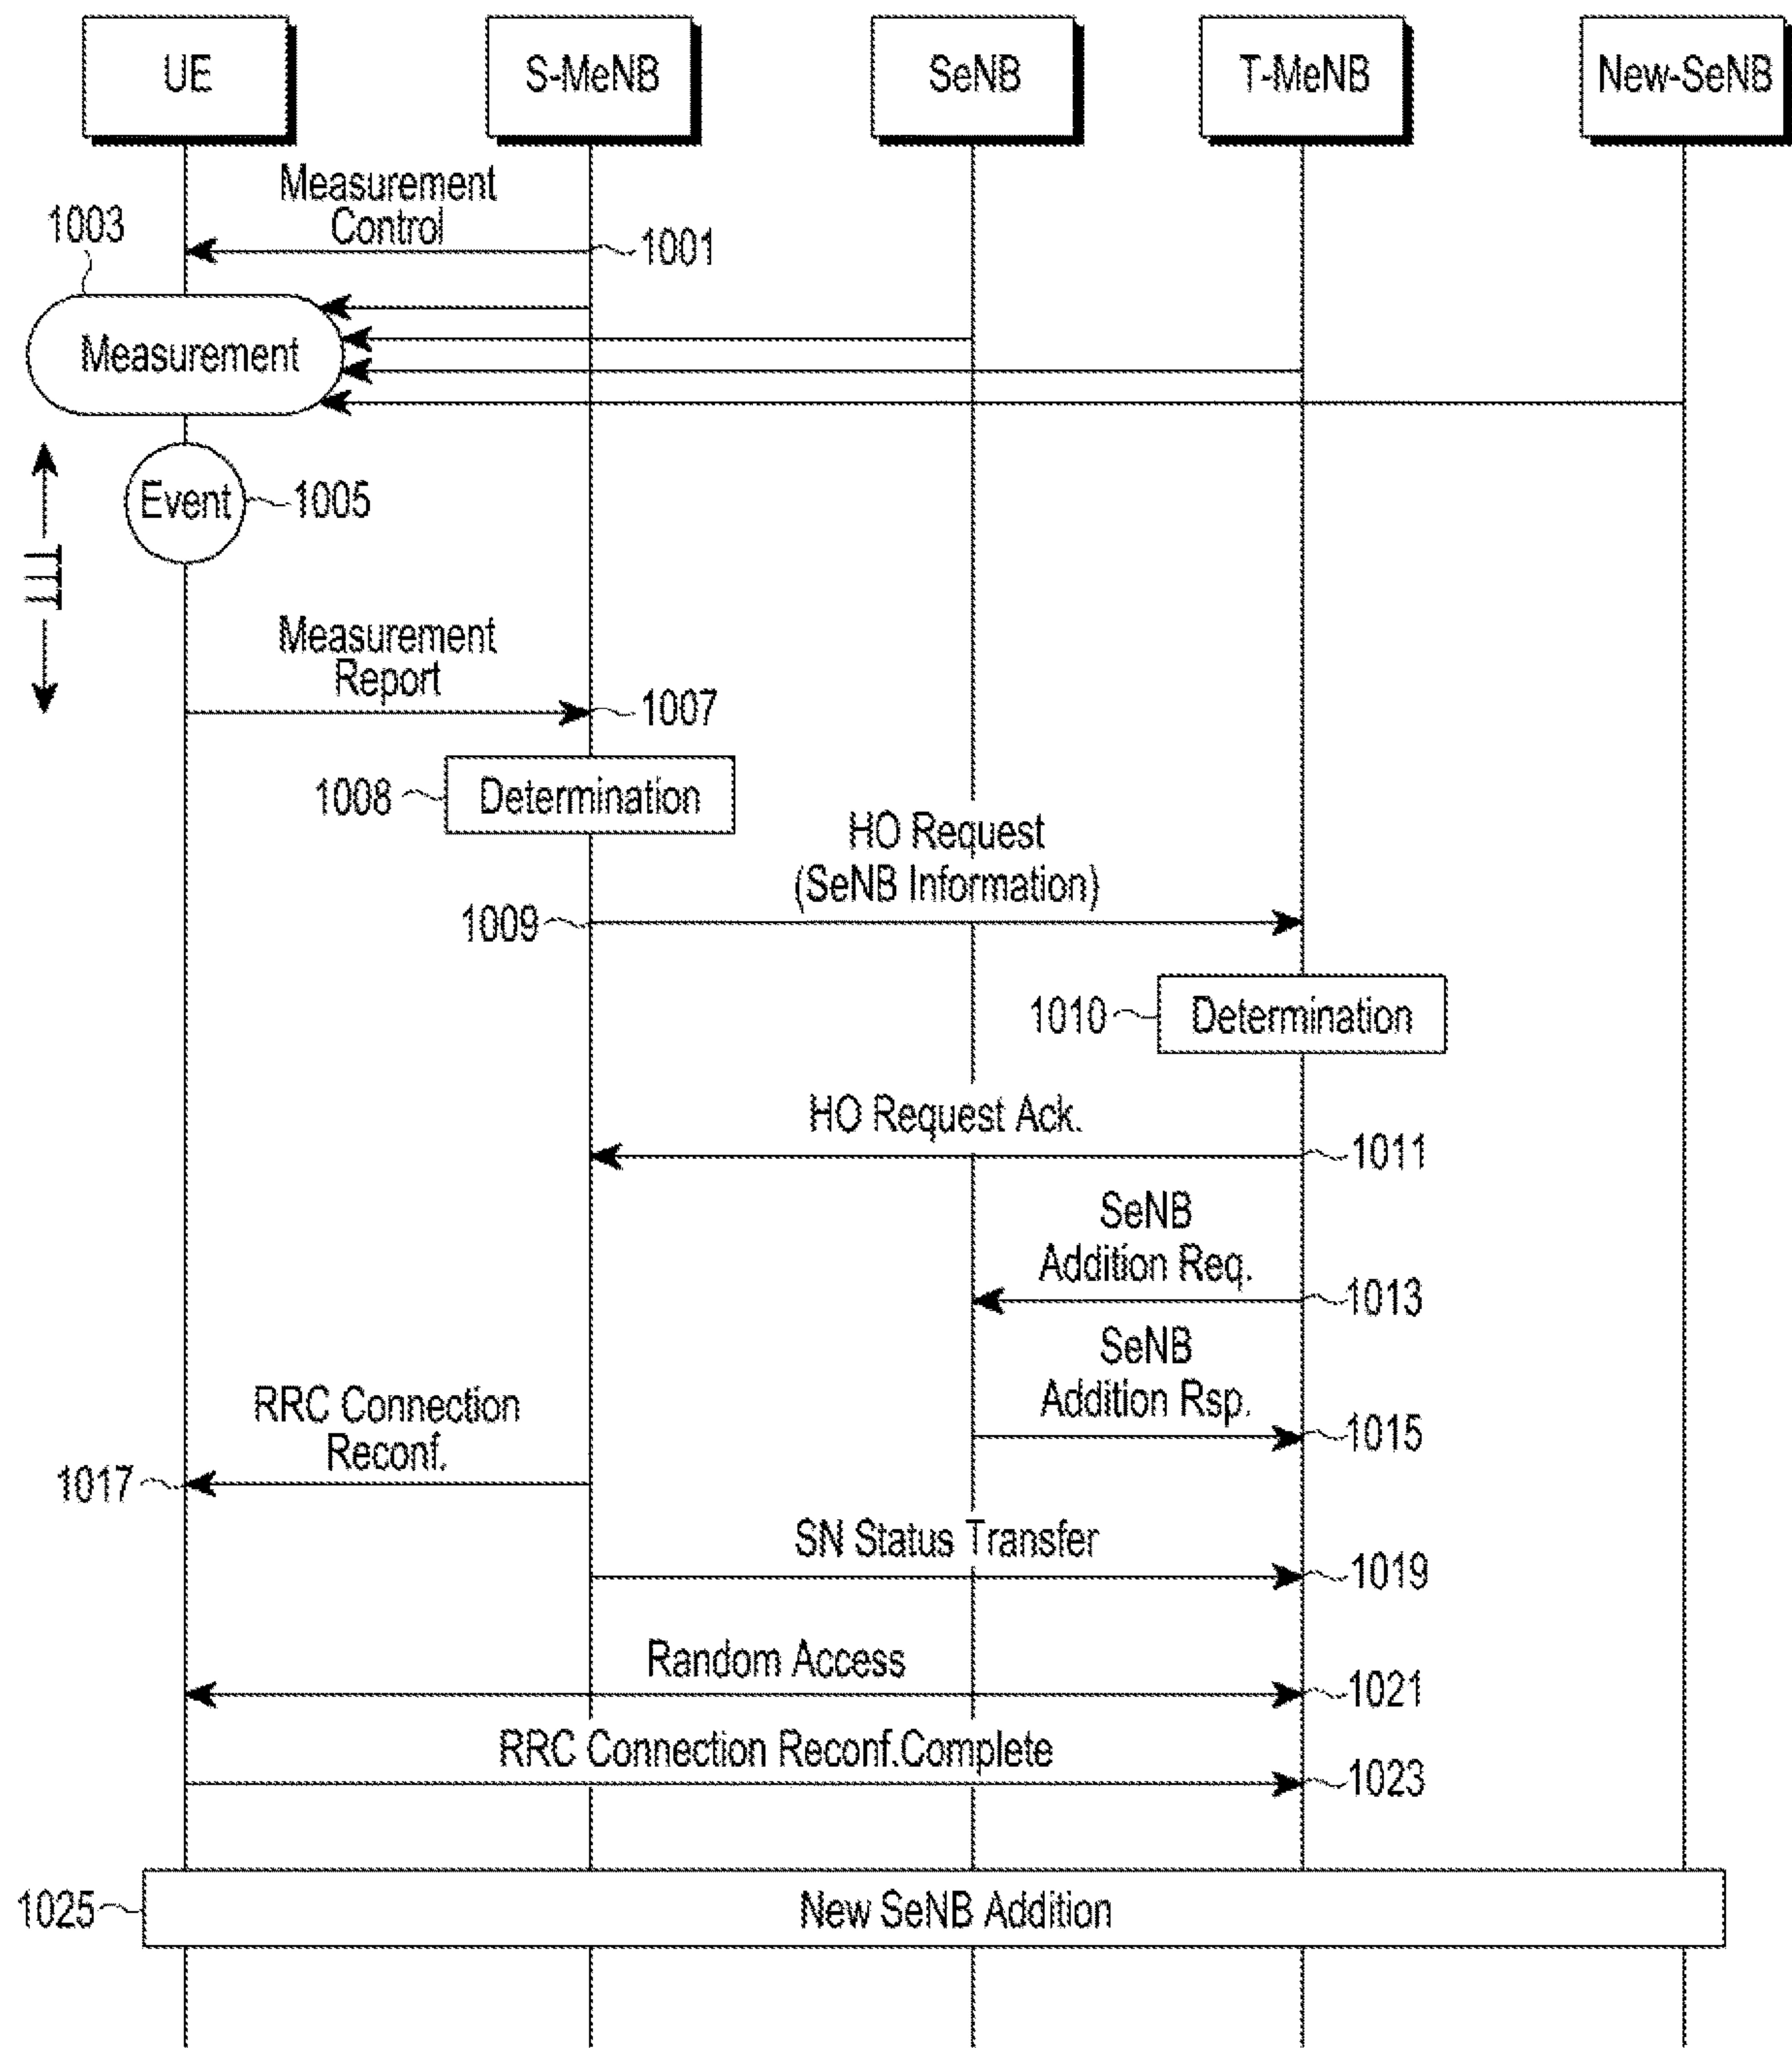 UE
S-MeNB
SeNB
T-MeNB
New-SeNB
Measurement
Control
1001
1003
Measurement
Event
1005
TTT
Measurement
Report
1007
1008
Determination
HO Request
(SeNB Information)
1009
1010
Determination
HO Request Ack.
1011
SeNB
Addition Req.
1013
SeNB
Addition Rsp.
1015
RRC Connection
Reconf.
1017
SN Status Transfer
1019
Random Access
1021
RRC Connection Reconf.Complete
1023
1025
New SeNB Addition